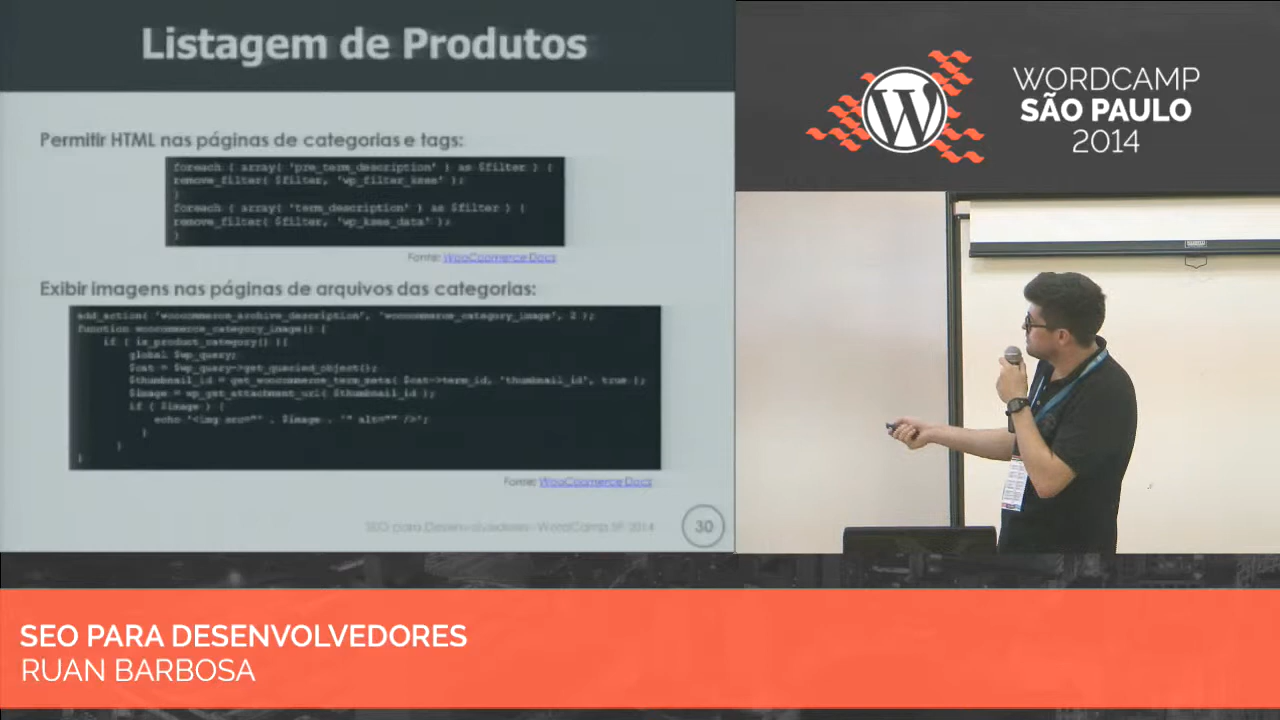 Listagem de Produtos
Permitir HTML nas páginas de categorias e tags:
foreach ( array( 'pre_term_description' ) as $filter ) {
remove_filter( $filter, 'wp_filter_kses' );
}
foreach ( array( 'term_description' ) as $filter ) {
remove_filter( $filter, 'wp_kses_data' );
}
Fonte: WooCoomerce Docs
Exibir imagens nas páginas de arquivos das categorias:
add_action( 'woocommerce_archive_description', 'woocommerce_category_image', 2 );
function woocommerce_category_image() {
if ( is_product_category() ){
global $wp_query;
$cat = $wp_query->get_queried_object();
$thumbnail_id = get_woocommerce_term_meta( $cat->term_id, 'thumbnail_id', true );
$image = wp_get_attachment_url( $thumbnail_id );
if ( $image ) {
echo '<img src="' . $image . '" alt="" />';
}
}
}
Fonte: WooCoomerce Docs
SEO para Desenvolvedores - WordCamp SP 2014
30
WORDCAMP
SÃO PAULO
2014
SEO PARA DESENVOLVEDORES
RUAN BARBOSA